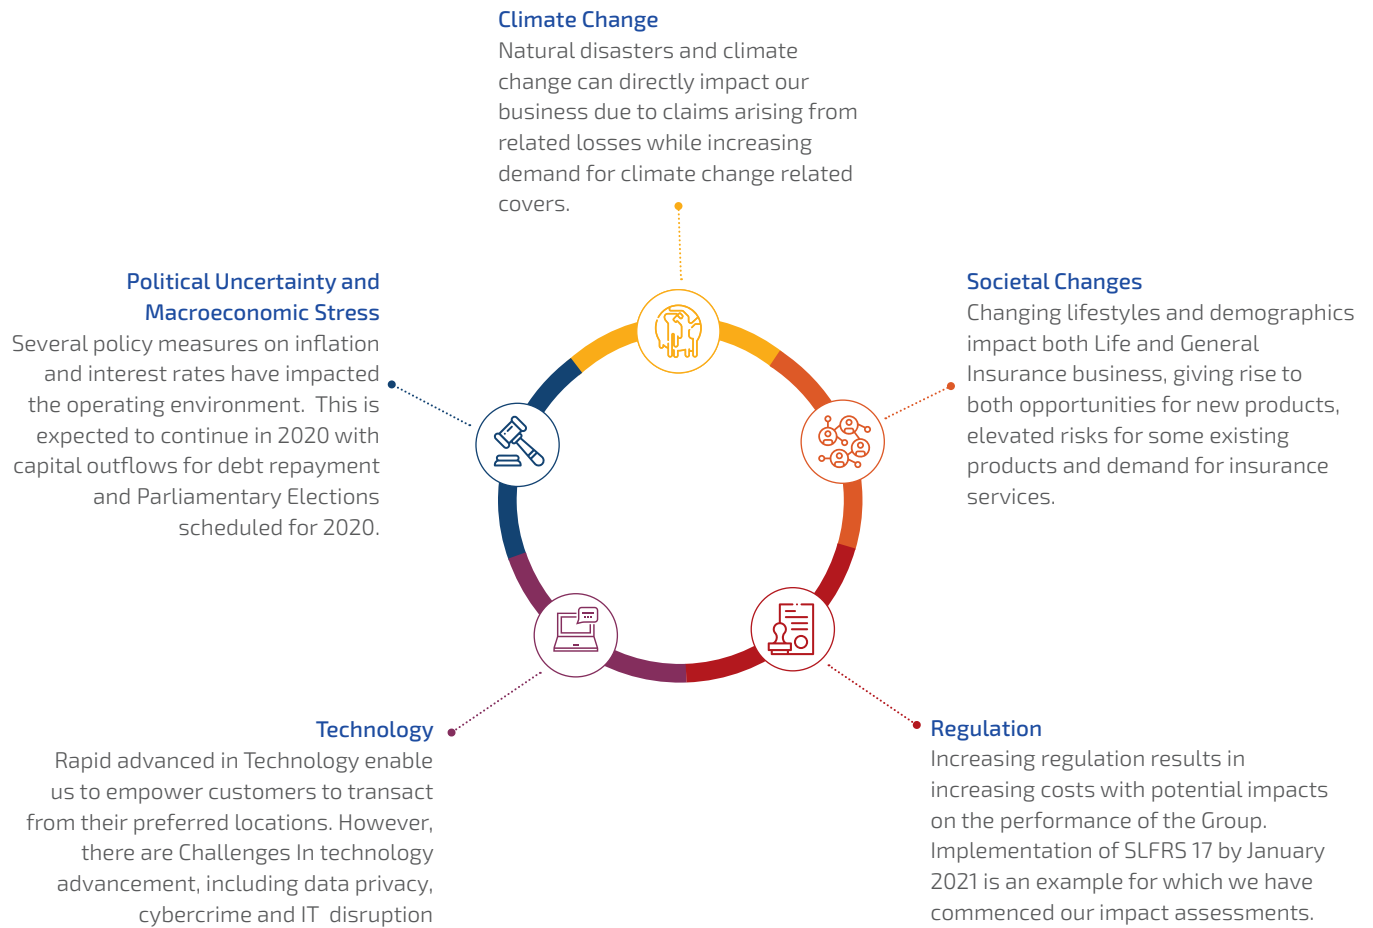 Climate Change
Natural disasters and climate
change can directly impact our
business due to claims arising from
related losses while increasing
demand for climate change related
covers.
Political Uncertainty and
Macroeconomic Stress
Several policy measures on inflation
and interest rates have impacted
the operating environment.  This is
expected to continue in 2020 with
capital outflows for debt repayment
and Parliamentary Elections
scheduled for 2020.
Societal Changes
Changing lifestyles and demographics
impact both Life and General
Insurance business, giving rise to
both opportunities for new products,
elevated risks for some existing
products and demand for insurance
services.
Technology
Rapid advanced in Technology enable
us to empower customers to transact
from their preferred locations. However,
there are Challenges In technology
advancement, including data privacy,
cybercrime and IT  disruption
Regulation
Increasing regulation results in
increasing costs with potential impacts
on the performance of the Group.
Implementation of SLFRS 17 by January
2021 is an example for which we have
commenced our impact assessments.